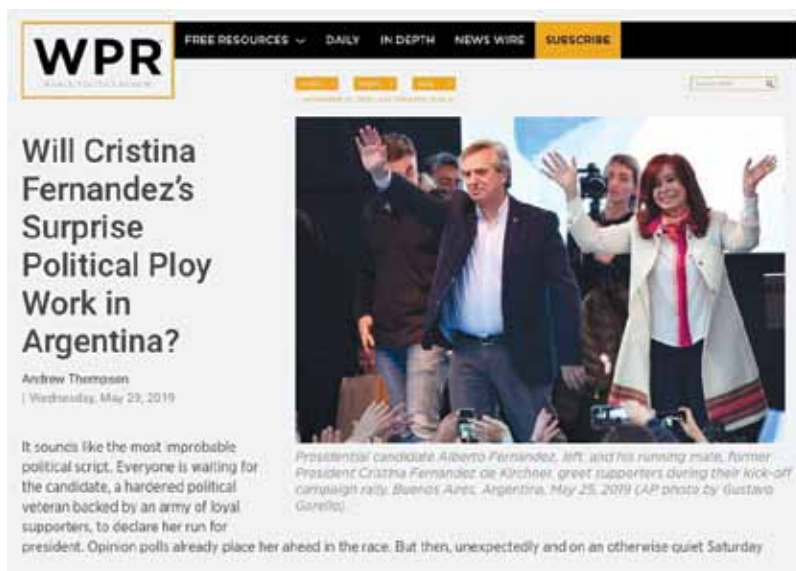 WPR
FREE RESOURCES
DAILY
IN DEPTH
NEWS WIRE
SUBSCRIBE
Will Cristina
Fernandez's
Surprise
Political Ploy
Work in
Argentina?
Andrew Thompson
| Wednesday, May 29, 2019
It sounds like the most improbable
political script. Everyone is waiting for
the candidate, a hardened political
veteran backed by an army of loyal
supporters, to declare her run for
president. Opinion polls already place her ahead in the race. But then, unexpectedly and on an otherwise quiet Saturday
Presidential candidate Alberto Fernández, left, and his running mate, former
President Cristina Fernández de Kirchner, greet supporters during their kick-off
campaign rally, Buenos Aires, Argentina, May 25, 2019 (AP photo by Gustavo
Garello).